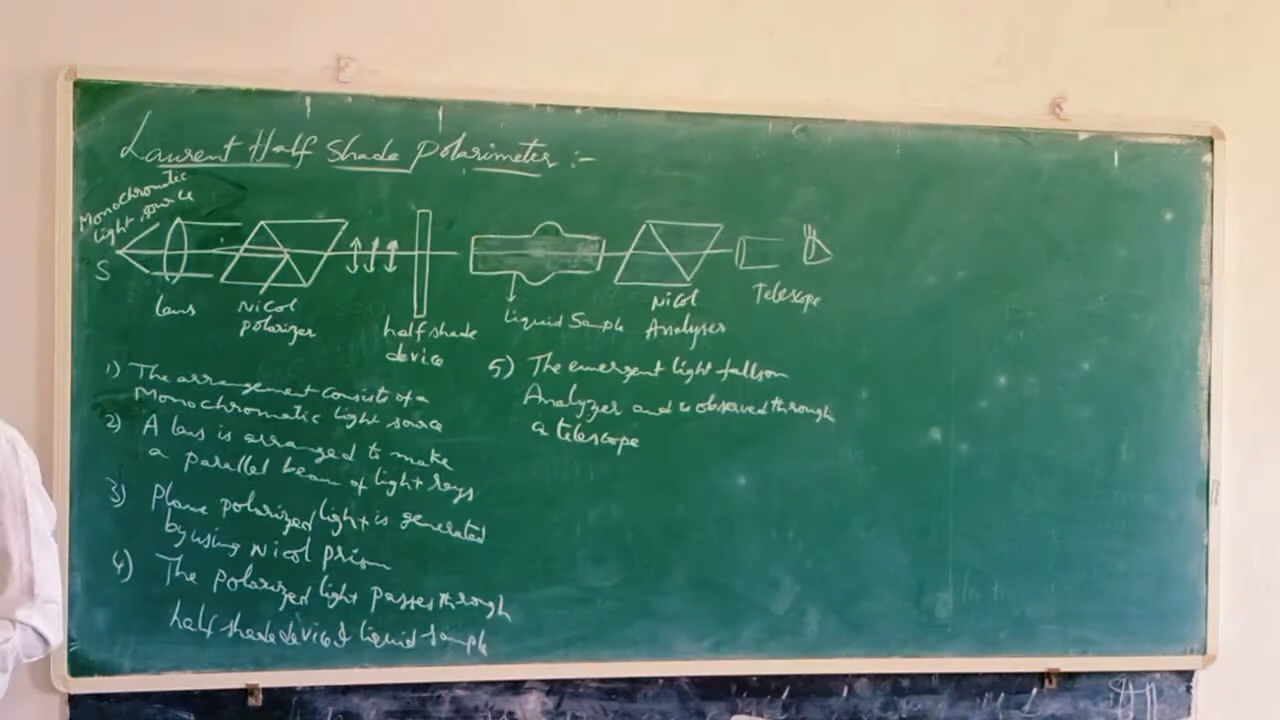 Laurent Half Shade Polarimeter :-
Monochromatic
light source
S
lens
Nicol
polarizer
half shade
device
liquid Sample
Nicol
Analyser
Telescope
1) The arrangement consists of a
Monochromatic light source
2) A lens is arranged to make
a parallel beam of light rays
3) Plane polarized light is generated
by using Nicol prism
4) The polarized light passes through
half shade device & liquid sample
5) The emergent light falls on
Analyzer and is observed through
a telescope